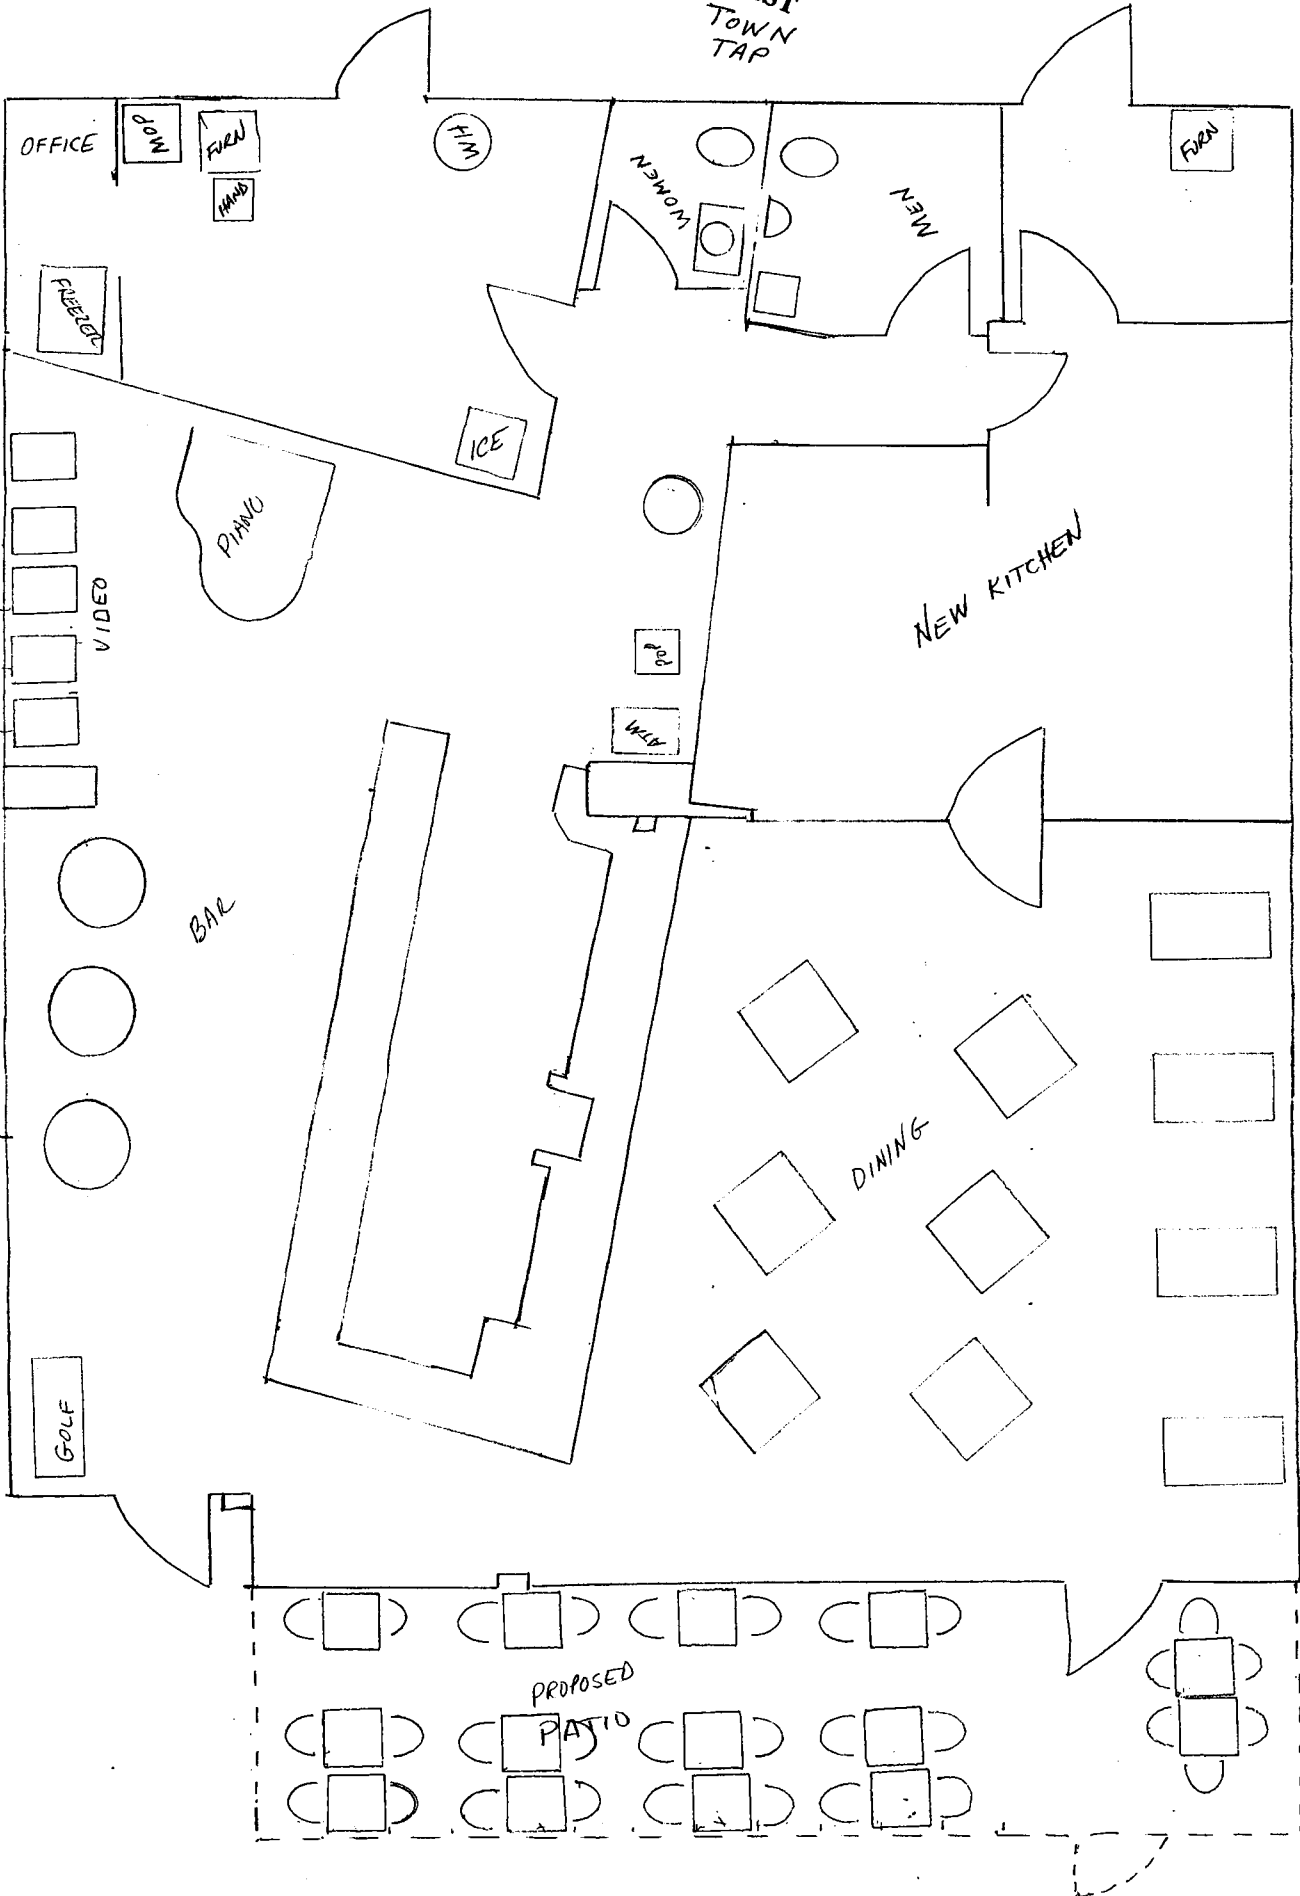 ST
TOWN
TAP
OFFICE
MOP
FURN
HAND
WH
WOMEN
MEN
FURN
FREEZER
ICE
PIANO
VIDEO
NEW KITCHEN
POP
ATM
BAR
DINING
GOLF
PROPOSED
PATIO